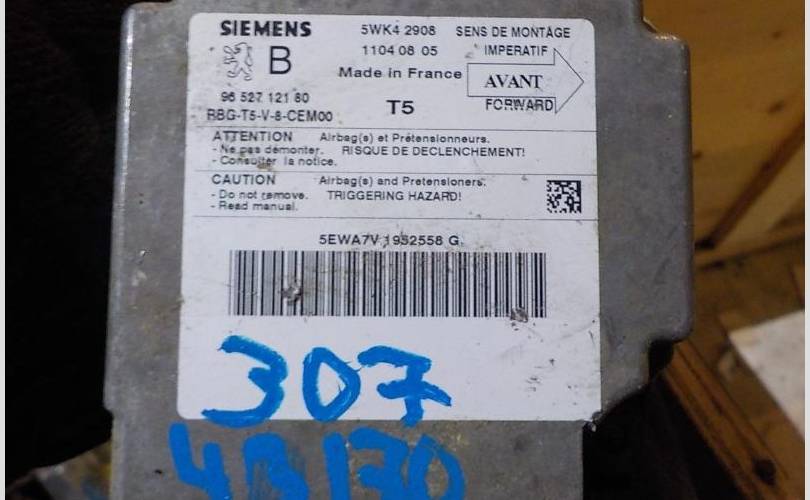 SIEMENS 5WK4 2908 SENS DE MONTAGE
1104 08 05 IMPERATIF
B Made in France AVANT
96 527 121 80 T5 FORWARD
RBG-T5-V-8-CEM00
ATTENTION Airbag(s) et Prétensionneurs.
- Ne pas démonter. RISQUE DE DECLENCHEMENT!
- Consulter la notice.
CAUTION Airbag(s) and Pretensioners.
- Do not remove. TRIGGERING HAZARD!
- Read manual.
5EWA7V 1952558 G
307